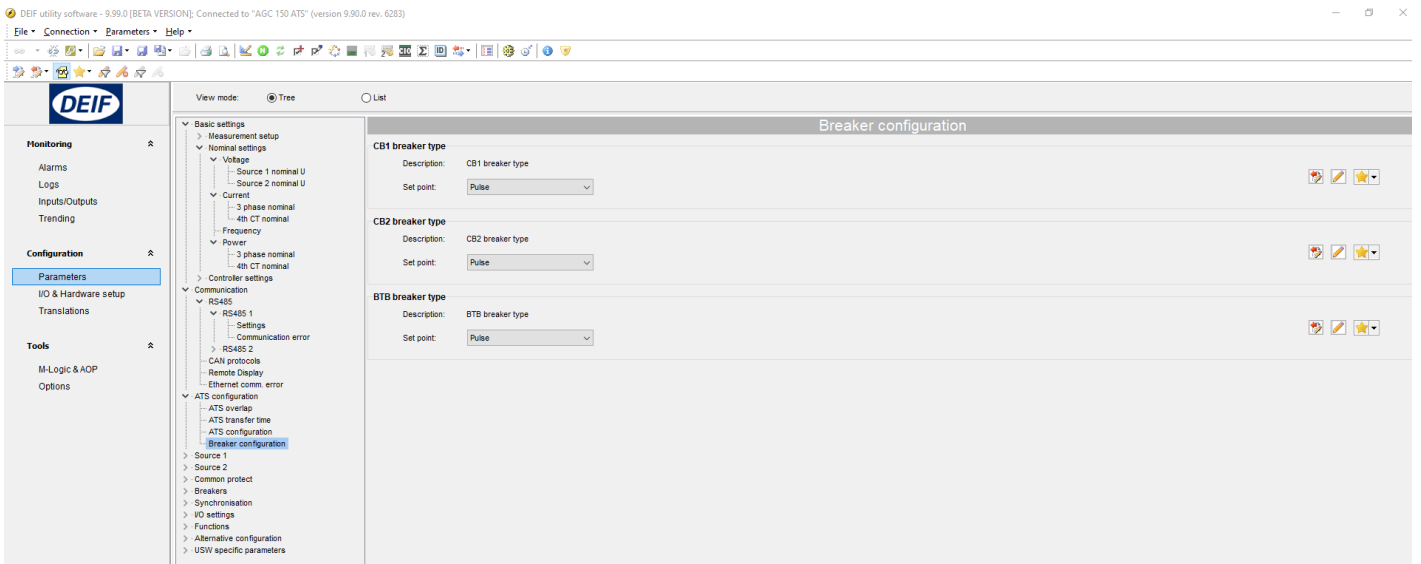 DEIF utility software - 9.99.0 [BETA VERSION]; Connected to "AGC 150 ATS" (version 9.90.0 rev. 6283)
File Connection Parameters Help
CIO Σ ID
DEIF
View mode: Tree List
Monitoring
Alarms
Logs
Inputs/Outputs
Trending
Configuration
Parameters
I/O & Hardware setup
Translations
Tools
M-Logic & AOP
Options
Basic settings
Measurement setup
Nominal settings
Voltage
Source 1 nominal U
Source 2 nominal U
Current
3 phase nominal
4th CT nominal
Frequency
Power
3 phase nominal
4th CT nominal
Controller settings
Communication
RS485
RS485 1
Settings
Communication error
RS485 2
CAN protocols
Remote Display
Ethernet comm. error
ATS configuration
ATS overlap
ATS transfer time
ATS configuration
Breaker configuration
Source 1
Source 2
Common protect
Breakers
Synchronisation
I/O settings
Functions
Alternative configuration
USW specific parameters
Breaker configuration
CB1 breaker type
Description: CB1 breaker type
Set point: Pulse
CB2 breaker type
Description: CB2 breaker type
Set point: Pulse
BTB breaker type
Description: BTB breaker type
Set point: Pulse